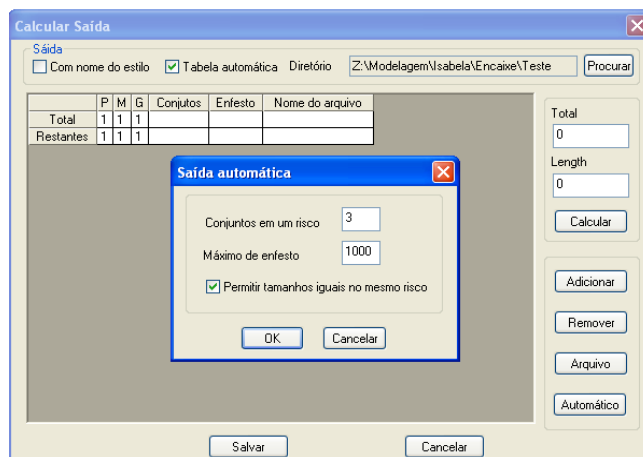 Calcular Saída
Sáida
Com nome do estilo Tabela automática Diretório Z:\Modelagem\Isabela\Encaixe\Teste Procurar
P M G Conjutos Enfesto Nome do arquivo
Total 1 1 1
Restantes 1 1 1
Total
0
Length
0
Calcular
Saída automática
Conjuntos em um risco 3
Máximo de enfesto 1000
Permitir tamanhos iguais no mesmo risco
OK Cancelar
Adicionar
Remover
Arquivo
Automático
Salvar Cancelar